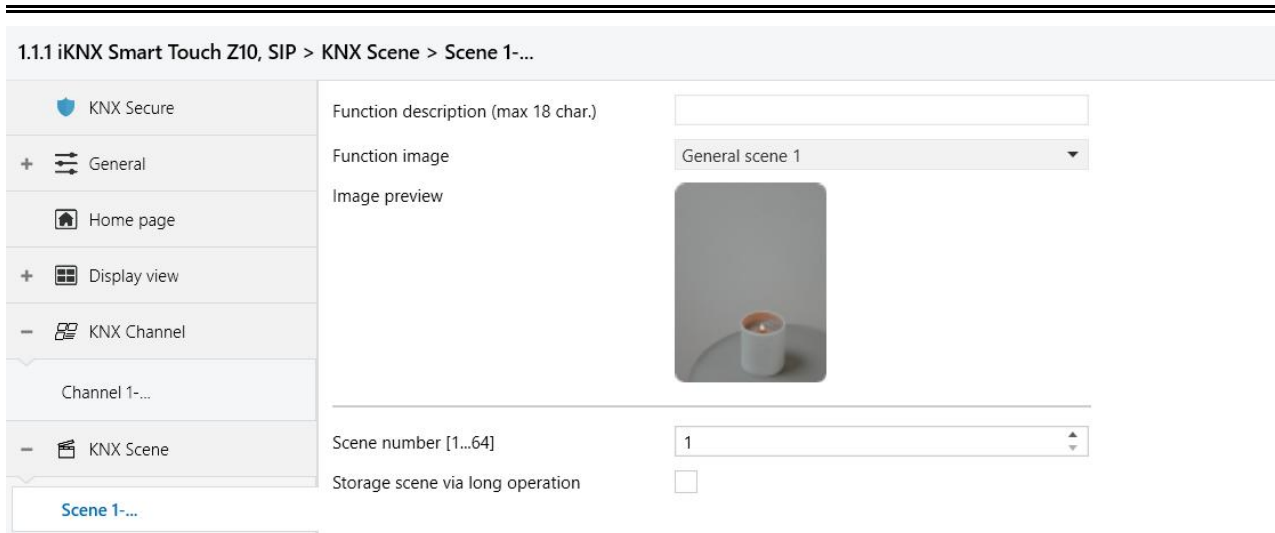 1.1.1 iKNX Smart Touch Z10, SIP > KNX Scene > Scene 1-...
KNX Secure
+ General
Home page
+ Display view
– KNX Channel
Channel 1-...
– KNX Scene
Scene 1-...
Function description (max 18 char.)
Function image
General scene 1
Image preview
Scene number [1...64]
1
Storage scene via long operation